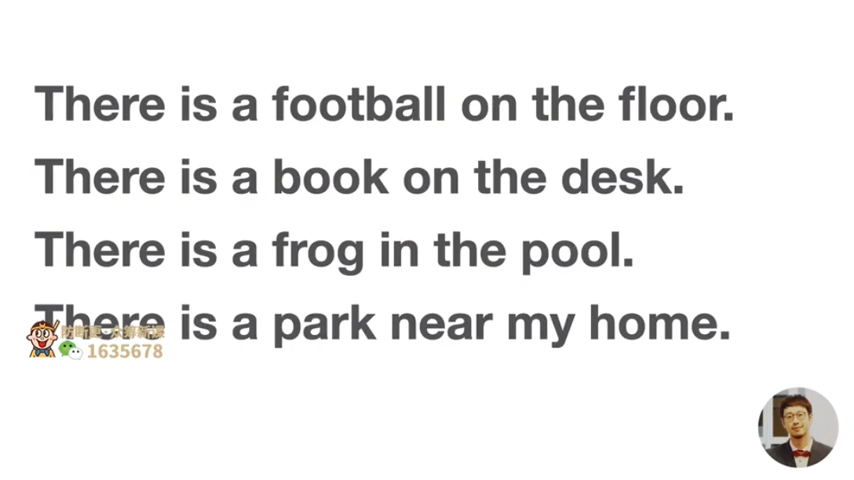 There is a football on the floor.
There is a book on the desk.
There is a frog in the pool.
There is a park near my home.
1635678